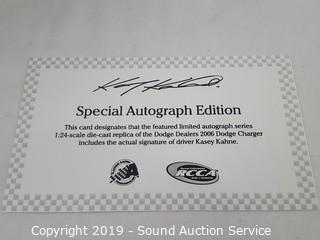 Special Autograph Edition
This card designates that the featured limited autograph series
1:24-scale die-cast replica of the Dodge Dealers 2006 Dodge Charger
includes the actual signature of driver Kasey Kahne.
RCCA
Copyright 2019 - Sound Auction Service